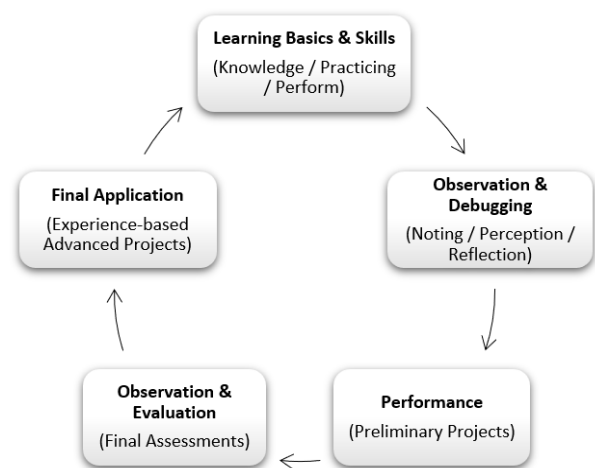 Learning Basics & Skills
(Knowledge / Practicing
/ Perform)
Observation &
Debugging
(Noting / Perception /
Reflection)
Performance
(Preliminary Projects)
Observation &
Evaluation
(Final Assessments)
Final Application
(Experience-based
Advanced Projects)